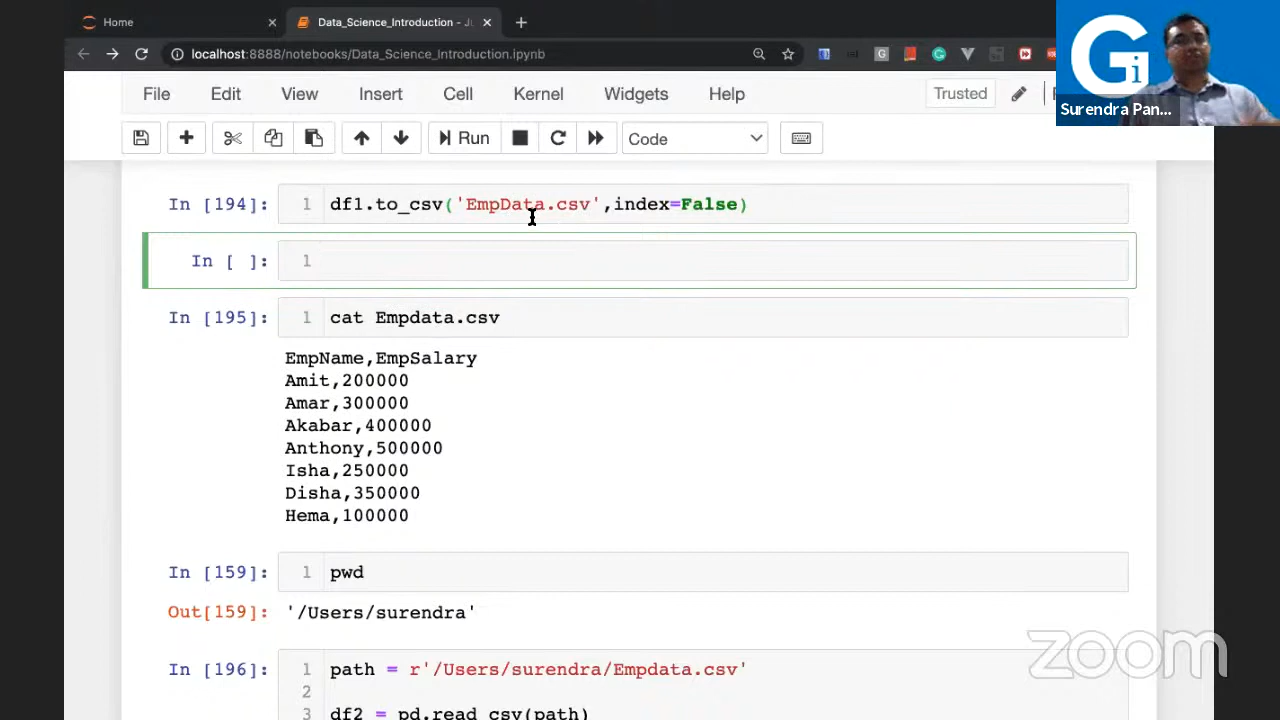 Home
Data_Science_Introduction - Ju
localhost:8888/notebooks/Data_Science_Introduction.ipynb
Gi
Surendra Pan...
File Edit View Insert Cell Kernel Widgets Help Trusted
Run Code
In [194]: 1 df1.to_csv('EmpData.csv',index=False)
In [ ]: 1
In [195]: 1 cat Empdata.csv
EmpName,EmpSalary
Amit,200000
Amar,300000
Akabar,400000
Anthony,500000
Isha,250000
Disha,350000
Hema,100000
In [159]: 1 pwd
Out[159]: '/Users/surendra'
zoom
In [196]: 1 path = r'/Users/surendra/Empdata.csv'
2
3 df2 = pd.read_csv(path)